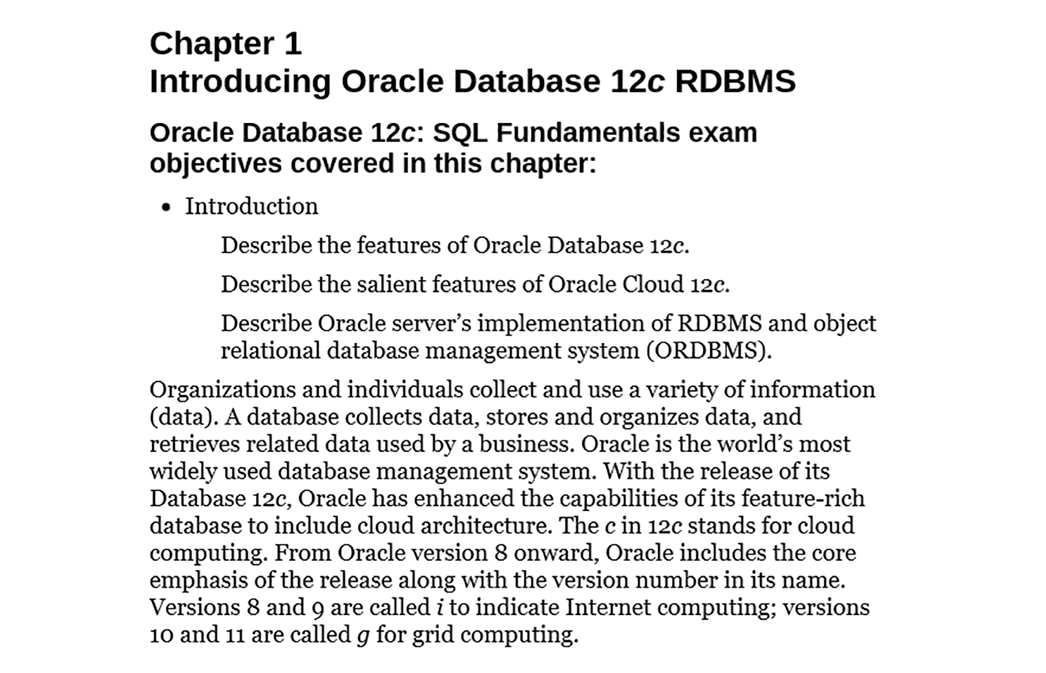 Chapter 1
Introducing Oracle Database 12c RDBMS
Oracle Database 12c: SQL Fundamentals exam
objectives covered in this chapter:
• Introduction
Describe the features of Oracle Database 12c.
Describe the salient features of Oracle Cloud 12c.
Describe Oracle server’s implementation of RDBMS and object
relational database management system (ORDBMS).
Organizations and individuals collect and use a variety of information
(data). A database collects data, stores and organizes data, and
retrieves related data used by a business. Oracle is the world’s most
widely used database management system. With the release of its
Database 12c, Oracle has enhanced the capabilities of its feature-rich
database to include cloud architecture. The c in 12c stands for cloud
computing. From Oracle version 8 onward, Oracle includes the core
emphasis of the release along with the version number in its name.
Versions 8 and 9 are called i to indicate Internet computing; versions
10 and 11 are called g for grid computing.